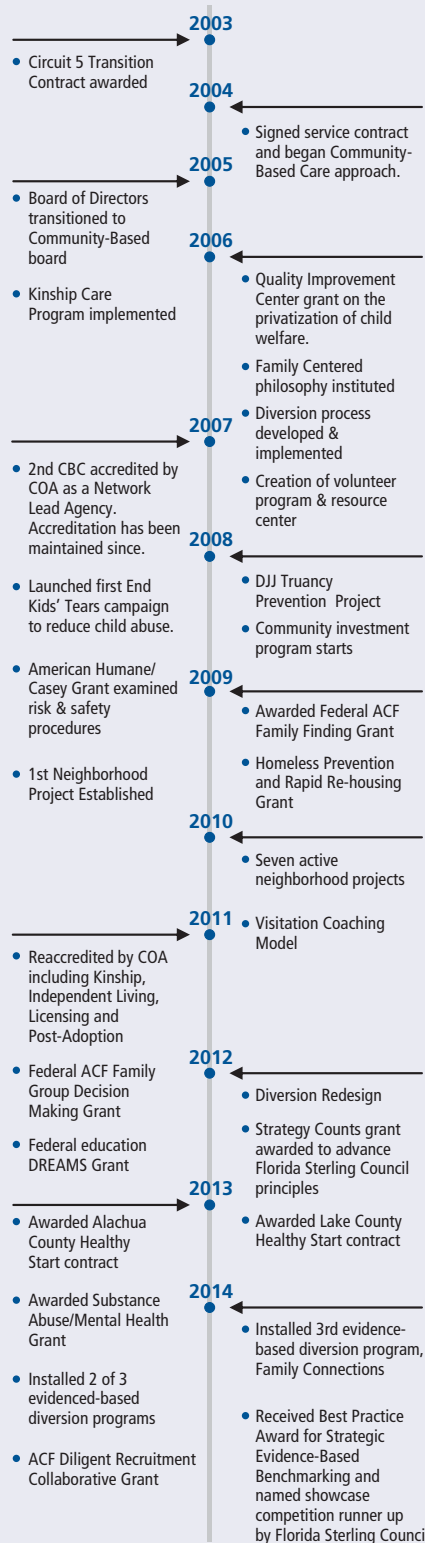 2003
• Circuit 5 Transition
Contract awarded
2004
• Signed service contract
and began Community-
Based Care approach.
2005
• Board of Directors
transitioned to
Community-Based
board
• Kinship Care
Program implemented
2006
• Quality Improvement
Center grant on the
privatization of child
welfare.
• Family Centered
philosophy instituted
• Diversion process
developed &
implemented
• Creation of volunteer
program & resource
center
2007
• 2nd CBC accredited by
COA as a Network
Lead Agency.
Accreditation has been
maintained since.
• Launched first End
Kids’ Tears campaign
to reduce child abuse.
• American Humane/
Casey Grant examined
risk & safety
procedures
• 1st Neighborhood
Project Established
2008
• DJJ Truancy
Prevention Project
• Community investment
program starts
2009
• Awarded Federal ACF
Family Finding Grant
• Homeless Prevention
and Rapid Re-housing
Grant
2010
• Seven active
neighborhood projects
• Visitation Coaching
Model
2011
• Reaccredited by COA
including Kinship,
Independent Living,
Licensing and
Post-Adoption
• Federal ACF Family
Group Decision
Making Grant
• Federal education
DREAMS Grant
2012
• Diversion Redesign
• Strategy Counts grant
awarded to advance
Florida Sterling Council
principles
• Awarded Lake County
Healthy Start contract
2013
• Awarded Alachua
County Healthy
Start contract
• Awarded Substance
Abuse/Mental Health
Grant
• Installed 2 of 3
evidenced-based
diversion programs
• ACF Diligent Recruitment
Collaborative Grant
2014
• Installed 3rd evidence-
based diversion program,
Family Connections
• Received Best Practice
Award for Strategic
Evidence-Based
Benchmarking and
named showcase
competition runner up
by Florida Sterling Counci